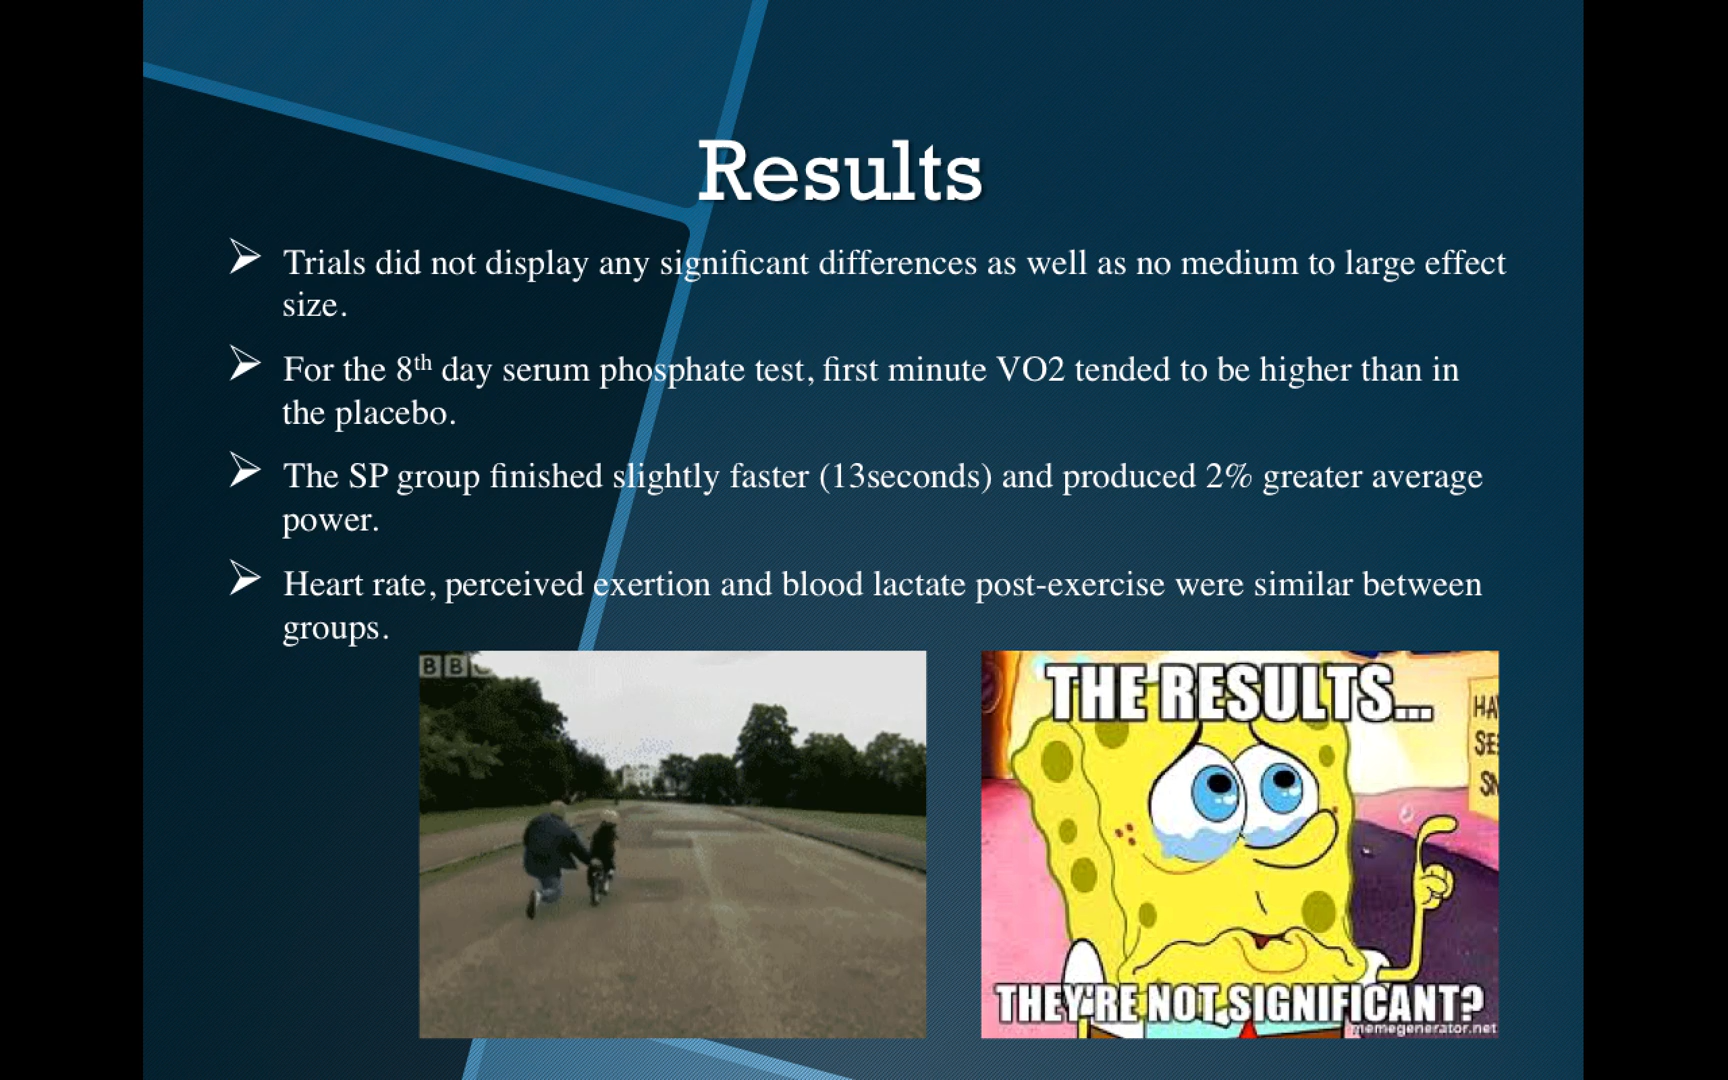 Results
Trials did not display any significant differences as well as no medium to large effect
size.
For the 8th day serum phosphate test, first minute VO2 tended to be higher than in
the placebo.
The SP group finished slightly faster (13seconds) and produced 2% greater average
power.
Heart rate, perceived exertion and blood lactate post-exercise were similar between
groups.
BBC
THE RESULTS...
HA
SE
SM
THEY'RE NOT SIGNIFICANT?
memegenerator.net